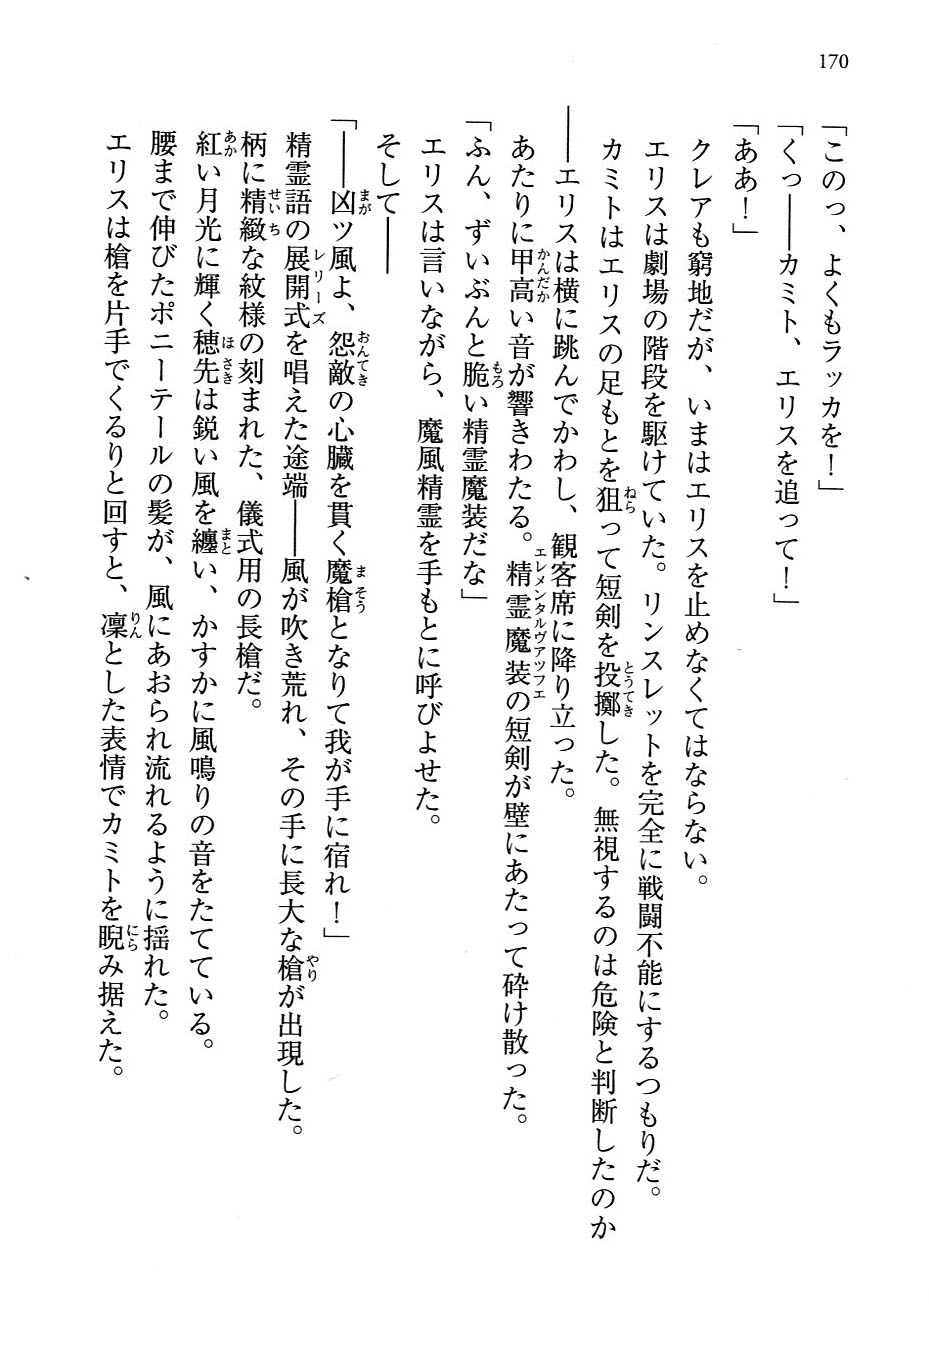 170
「このっ、よくもラッカを！」
「くっ――カミト、エリスを追って！」
「ああ！」
クレアも窮地だが、いまはエリスを止めなくてはならない。
エリスは劇場の階段を駆けていた。リンスレットを完全に戦闘不能にするつもりだ。
カミトはエリスの足もとを狙って短剣を投擲した。無視するのは危険と判断したのか
――エリスは横に跳んでかわし、観客席に降り立った。
あたりに甲高い音が響きわたる。精霊魔装の短剣が壁にあたって砕け散った。
「ふん、ずいぶんと脆い精霊魔装だな」
エリスは言いながら、魔風精霊を手もとに呼びよせた。
そして――
「――凶ツ風よ、怨敵の心臓を貫く魔槍となりて我が手に宿れ！」
精霊語の展開式を唱えた途端――風が吹き荒れ、その手に長大な槍が出現した。
柄に精緻な紋様の刻まれた、儀式用の長槍だ。
紅い月光に輝く穂先は鋭い風を纏い、かすかに風鳴りの音をたてている。
腰まで伸びたポニーテールの髪が、風にあおられ流れるように揺れた。
エリスは槍を片手でくるりと回すと、凛とした表情でカミトを睨み据えた。